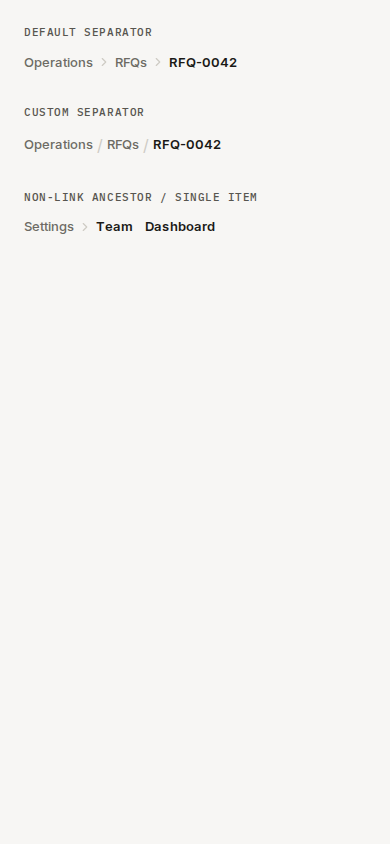 DEFAULT SEPARATOR
Operations > RFQs > RFQ-0042
CUSTOM SEPARATOR
Operations / RFQs / RFQ-0042
NON-LINK ANCESTOR / SINGLE ITEM
Settings > Team Dashboard